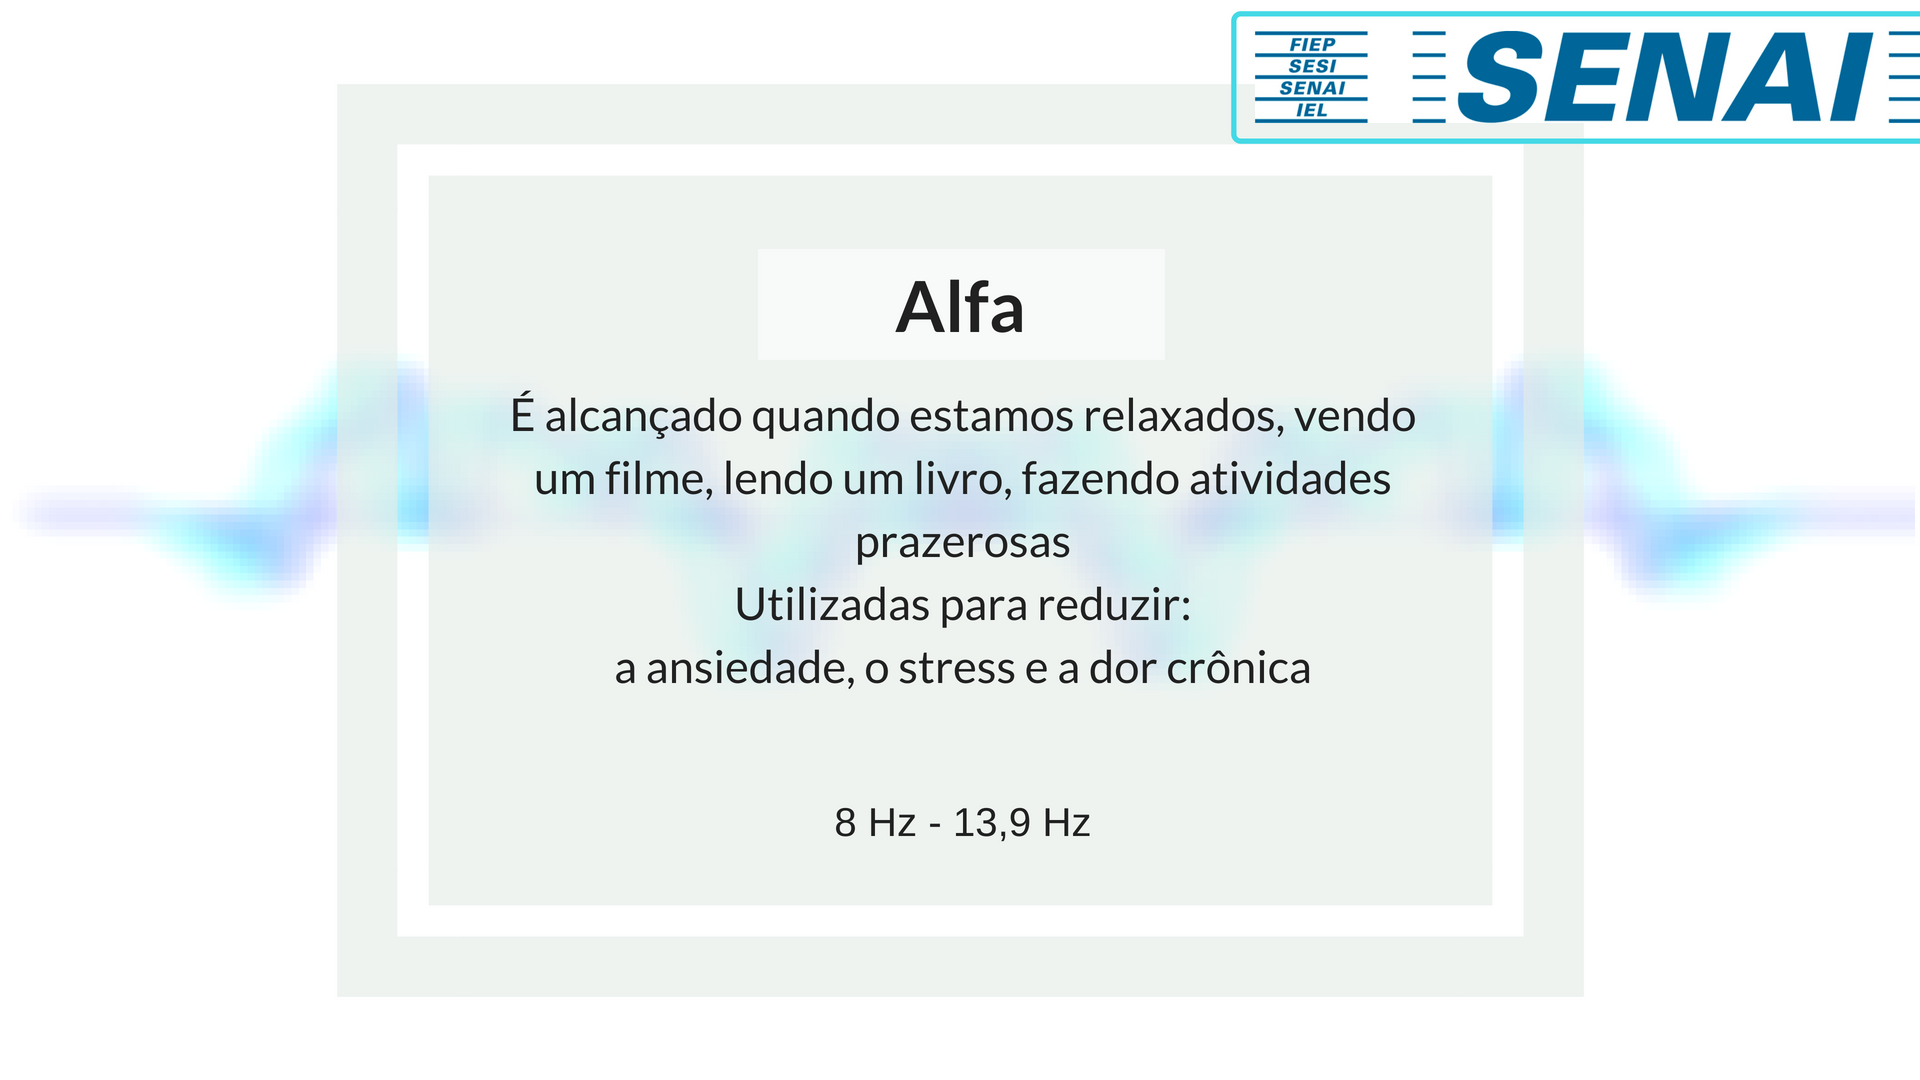 FIEP
SESI
SENAI
IEL
SENAI
Alfa
É alcançado quando estamos relaxados, vendo
um filme, lendo um livro, fazendo atividades
prazerosas
Utilizadas para reduzir:
a ansiedade, o stress e a dor crônica
8 Hz - 13,9 Hz